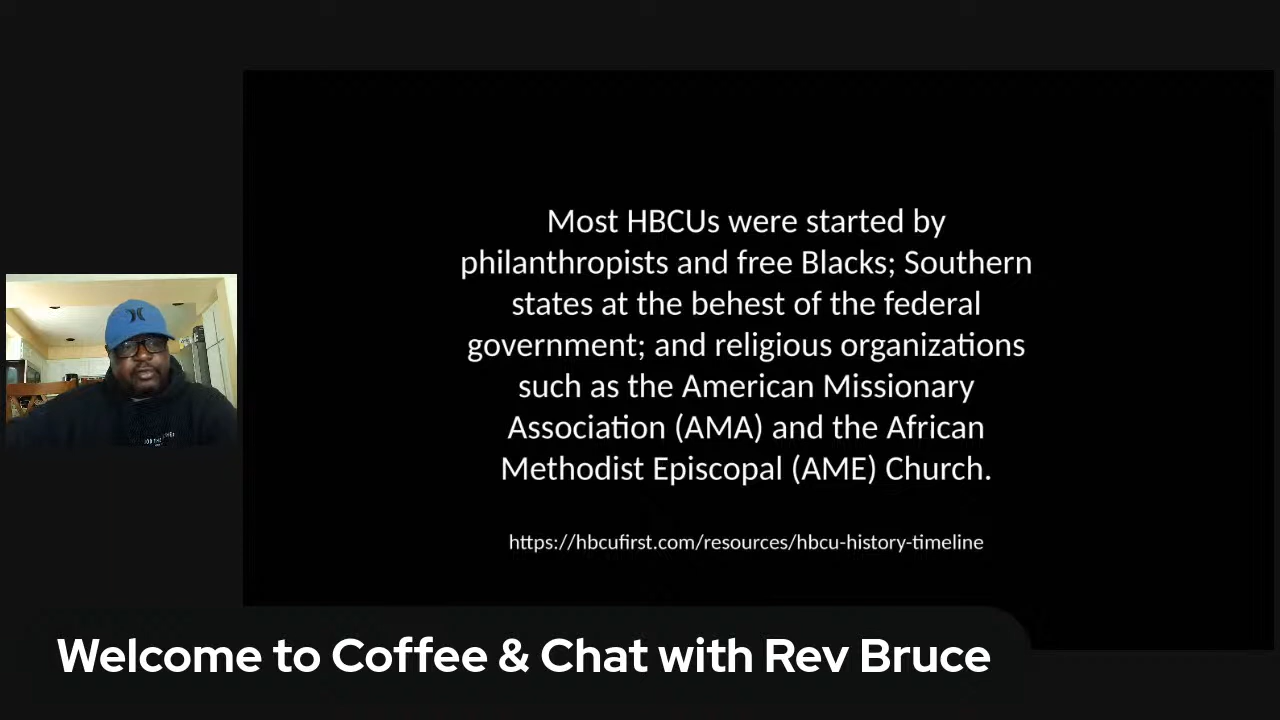 Most HBCUs were started by
philanthropists and free Blacks; Southern
states at the behest of the federal
government; and religious organizations
such as the American Missionary
Association (AMA) and the African
Methodist Episcopal (AME) Church.
https://hbcufirst.com/resources/hbcu-history-timeline
Welcome to Coffee & Chat with Rev Bruce